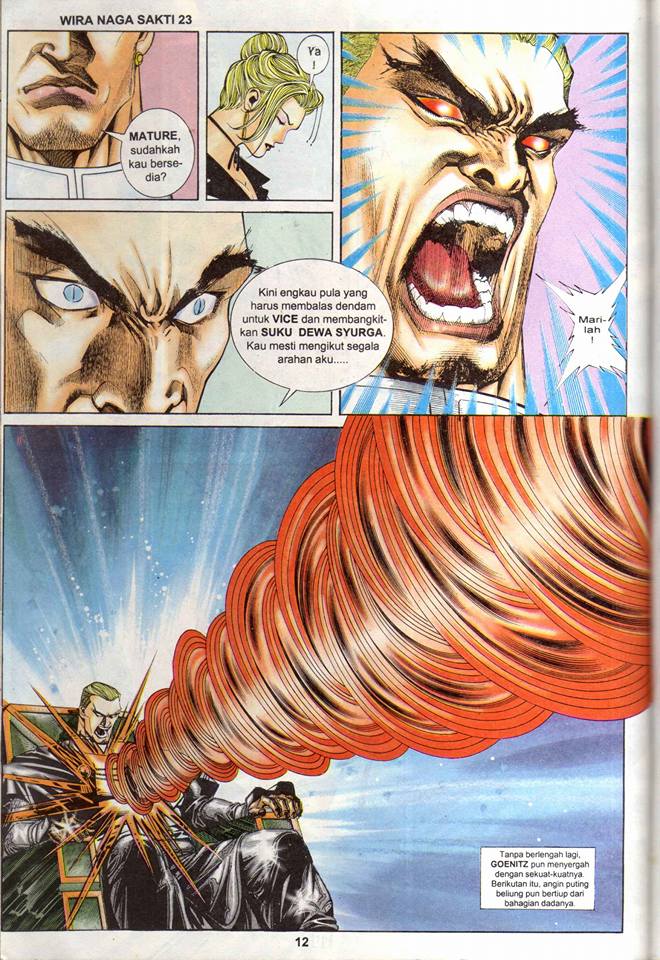 WIRA NAGA SAKTI 23
MATURE,
sudahkah
kau berse-
dia?
Ya
!
Kini engkau pula yang
harus membalas dendam
untuk VICE dan membangkit-
kan SUKU DEWA SYURGA.
Kau mesti mengikut segala
arahan aku.....
Mari-
lah
!
Tanpa berlengah lagi,
GOENITZ pun menyergah
dengan sekuat-kuatnya.
Berikutan itu, angin puting
beliung pun bertiup dari
bahagian dadanya.
12